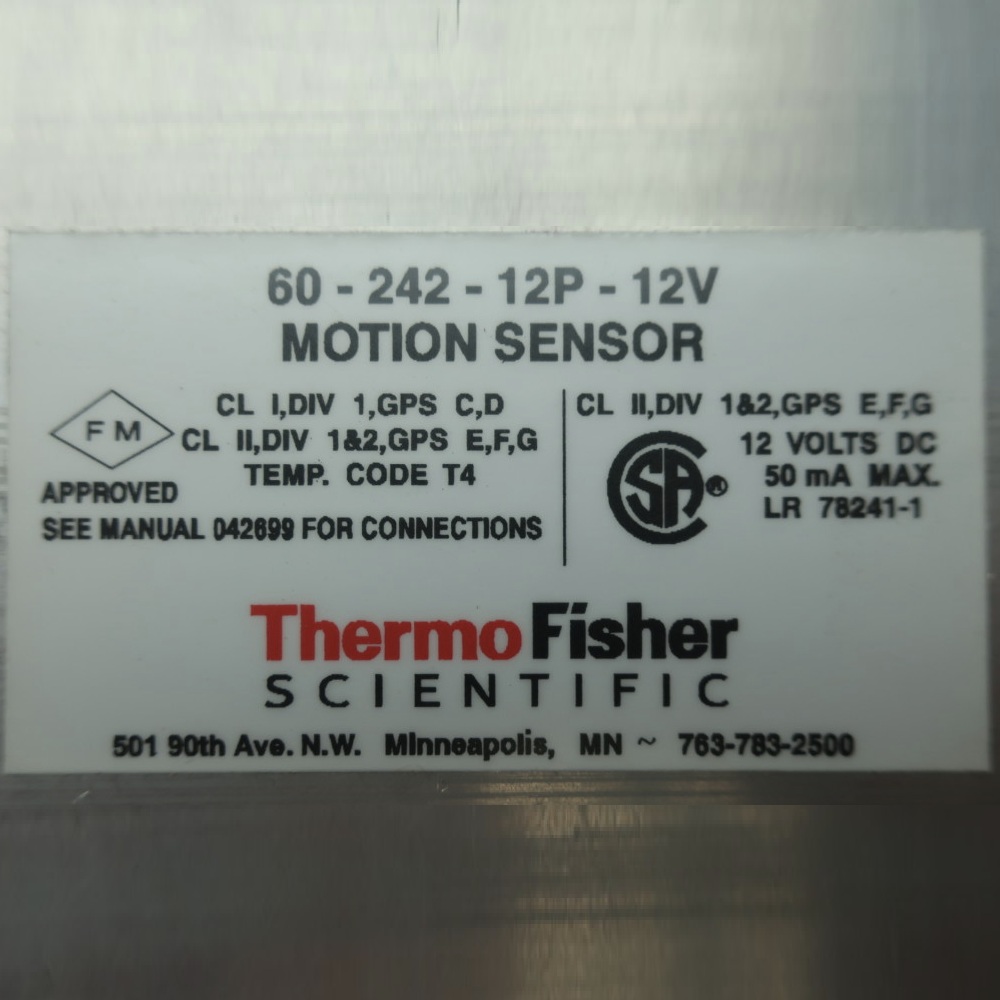 60 - 242 - 12P - 12V
MOTION SENSOR
FM
APPROVED
CL I,DIV 1,GPS C,D
CL II,DIV 1&2,GPS E,F,G
TEMP. CODE T4
SEE MANUAL 042699 FOR CONNECTIONS
CL II,DIV 1&2,GPS E,F,G
CSA®
12 VOLTS DC
50 mA MAX.
LR 78241-1
ThermoFisher
SCIENTIFIC
501 90th Ave. N.W. Minneapolis, MN ~ 763-783-2500